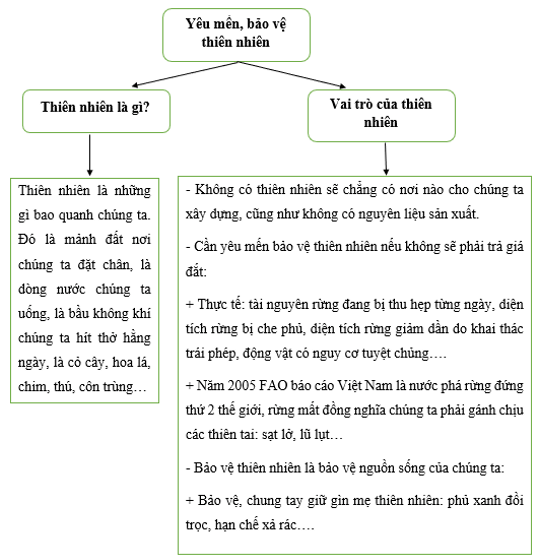 Yêu mến, bảo vệ
thiên nhiên
Thiên nhiên là gì?
Vai trò của thiên
nhiên
Thiên nhiên là những
gì bao quanh chúng ta.
Đó là mảnh đất nơi
chúng ta đặt chân, là
dòng nước chúng ta
uống, là bầu không khí
chúng ta hít thở hằng
ngày, là cỏ cây, hoa lá,
chim, thú, côn trùng…
- Không có thiên nhiên sẽ chẳng có nơi nào cho chúng ta
xây dựng, cũng như không có nguyên liệu sản xuất.
- Cần yêu mến bảo vệ thiên nhiên nếu không sẽ phải trả giá
đắt:
+ Thực tế: tài nguyên rừng đang bị thu hẹp từng ngày, diện
tích rừng bị che phủ, diện tích rừng giảm dần do khai thác
trái phép, động vật có nguy cơ tuyệt chủng….
+ Năm 2005 FAO báo cáo Việt Nam là nước phá rừng đứng
thứ 2 thế giới, rừng mất đồng nghĩa chúng ta phải gánh chịu
các thiên tai: sạt lở, lũ lụt…
- Bảo vệ thiên nhiên là bảo vệ nguồn sống của chúng ta:
+ Bảo vệ, chung tay giữ gìn mẹ thiên nhiên: phủ xanh đồi
trọc, hạn chế xả rác….